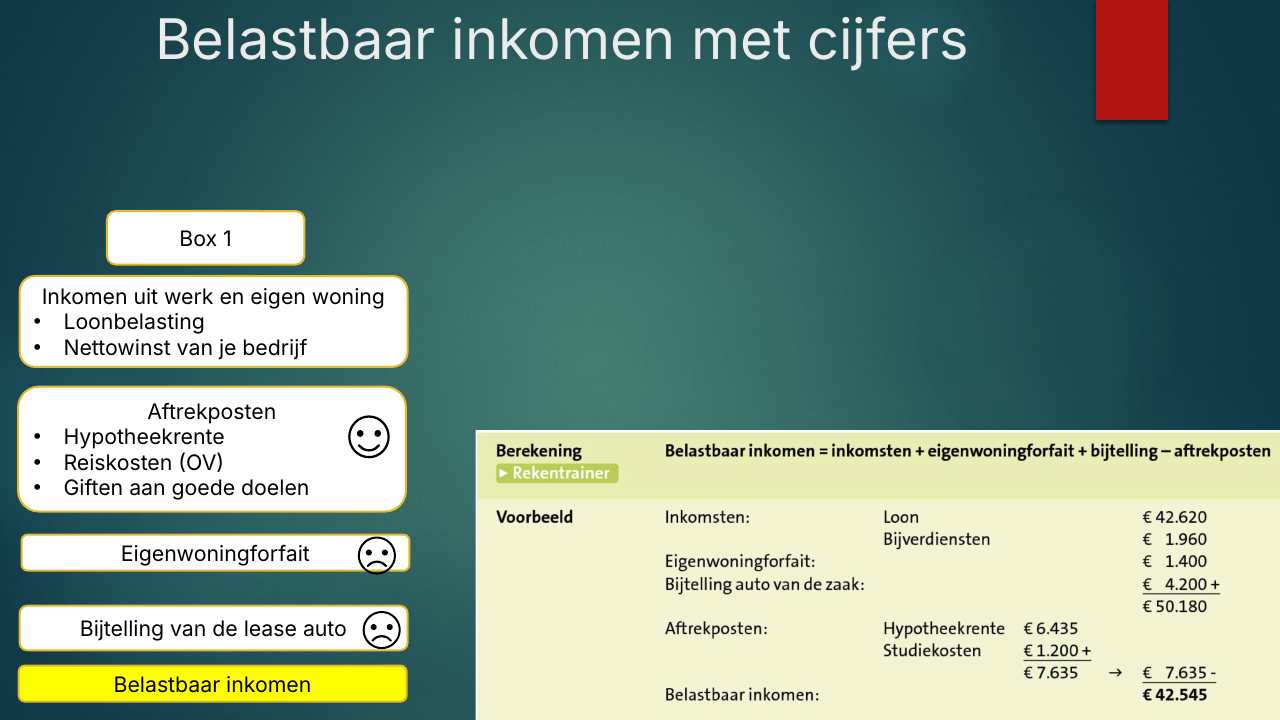 Belastbaar inkomen met cijfers
Box 1
Inkomen uit werk en eigen woning
• Loonbelasting
• Nettowinst van je bedrijf
Aftrekposten
• Hypotheekrente
• Reiskosten (OV)
• Giften aan goede doelen
Eigenwoningforfait
Bijtelling van de lease auto
Belastbaar inkomen
Berekening Belastbaar inkomen = inkomsten + eigenwoningforfait + bijtelling – aftrekposten
▸ Rekentrainer
Voorbeeld Inkomsten: Loon € 42.620
Bijverdiensten € 1.960
Eigenwoningforfait: € 1.400
Bijtelling auto van de zaak: € 4.200 +
€ 50.180
Aftrekposten: Hypotheekrente € 6.435
Studiekosten € 1.200 +
€ 7.635 → € 7.635 -
Belastbaar inkomen: € 42.545